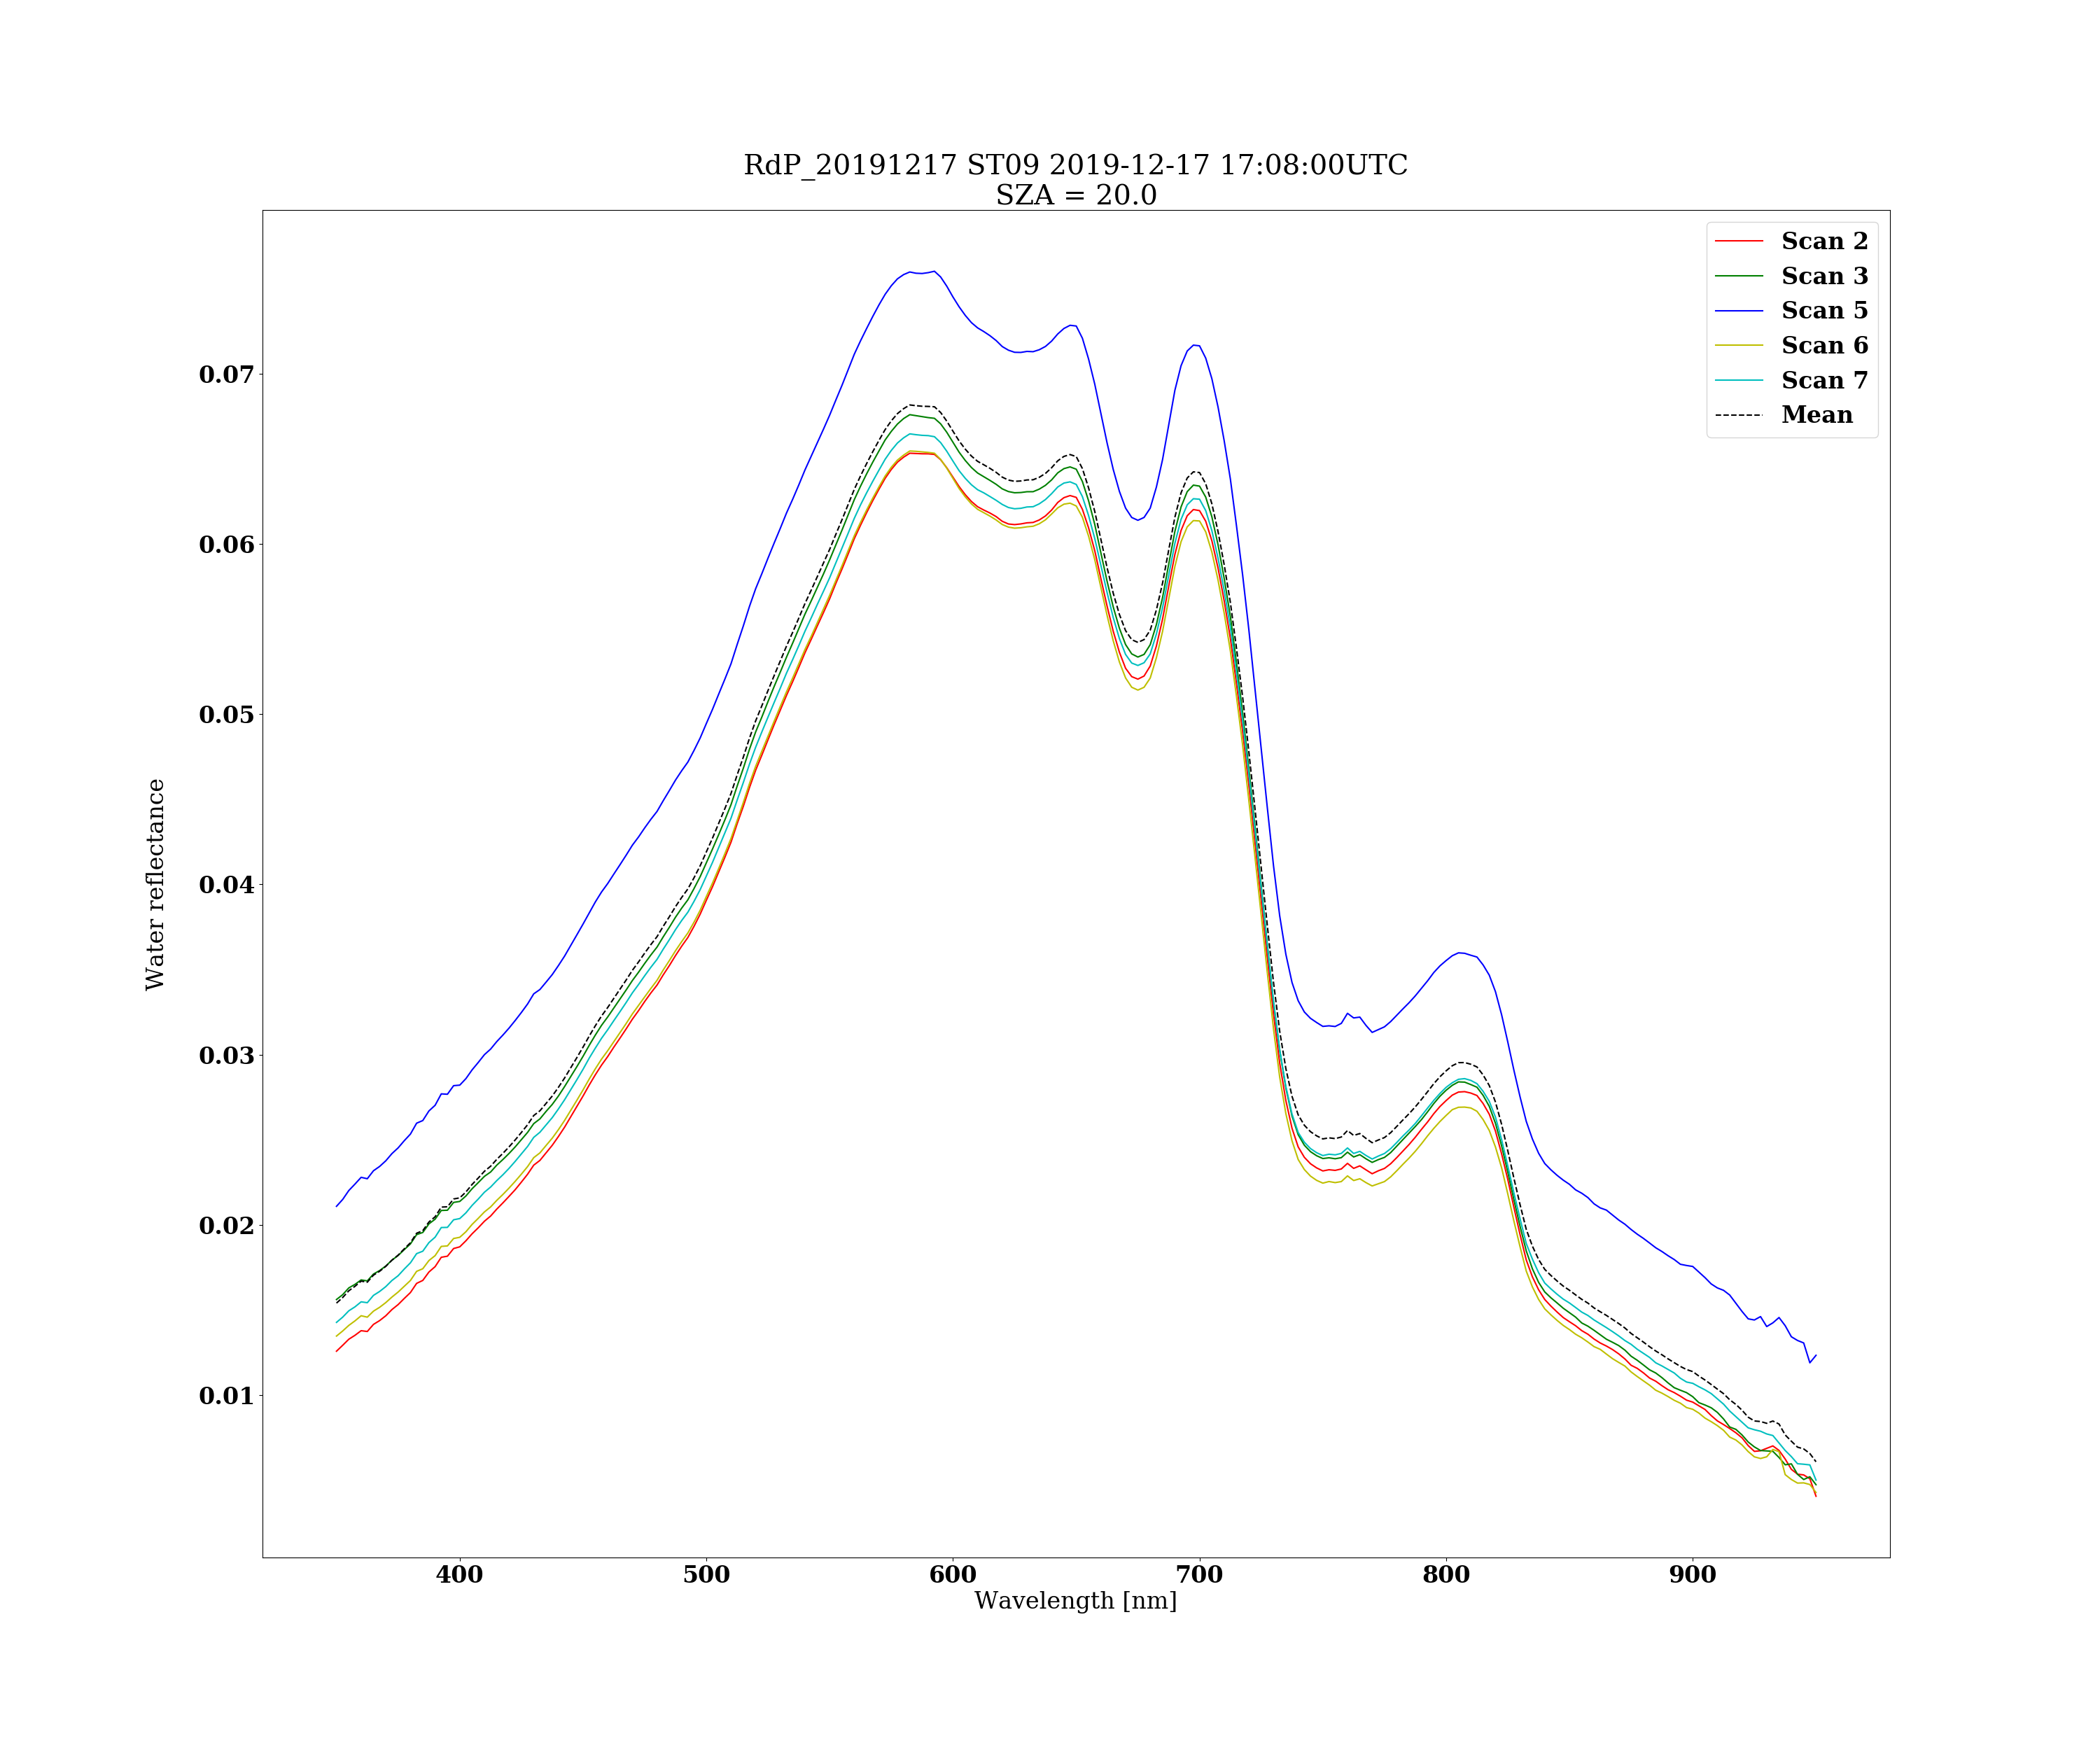 RdP_20191217 ST09 2019-12-17 17:08:00UTC
SZA = 20.0
Scan 2
Scan 3
Scan 5
Scan 6
Scan 7
Mean
Water reflectance
0.07
0.06
0.05
0.04
0.03
0.02
0.01
400 500 600 700 800 900
Wavelength [nm]